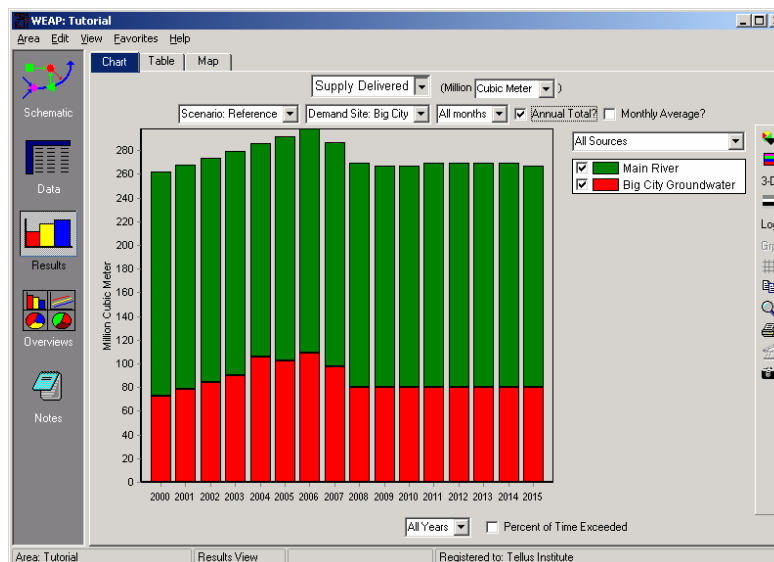 WEAP: Tutorial
Area Edit View Favorites Help
Chart Table Map
Supply Delivered (Million Cubic Meter )
Scenario: Reference Demand Site: Big City All months Annual Total? Monthly Average?
All Sources
Main River
Big City Groundwater
Schematic
Data
Results
Overviews
Notes
3-D
Million Cubic Meter
280
260
240
220
200
180
160
140
120
100
80
60
40
20
0
2000 2001 2002 2003 2004 2005 2006 2007 2008 2009 2010 2011 2012 2013 2014 2015
All Years Percent of Time Exceeded
Area: Tutorial Results View Registered to: Tellus Institute